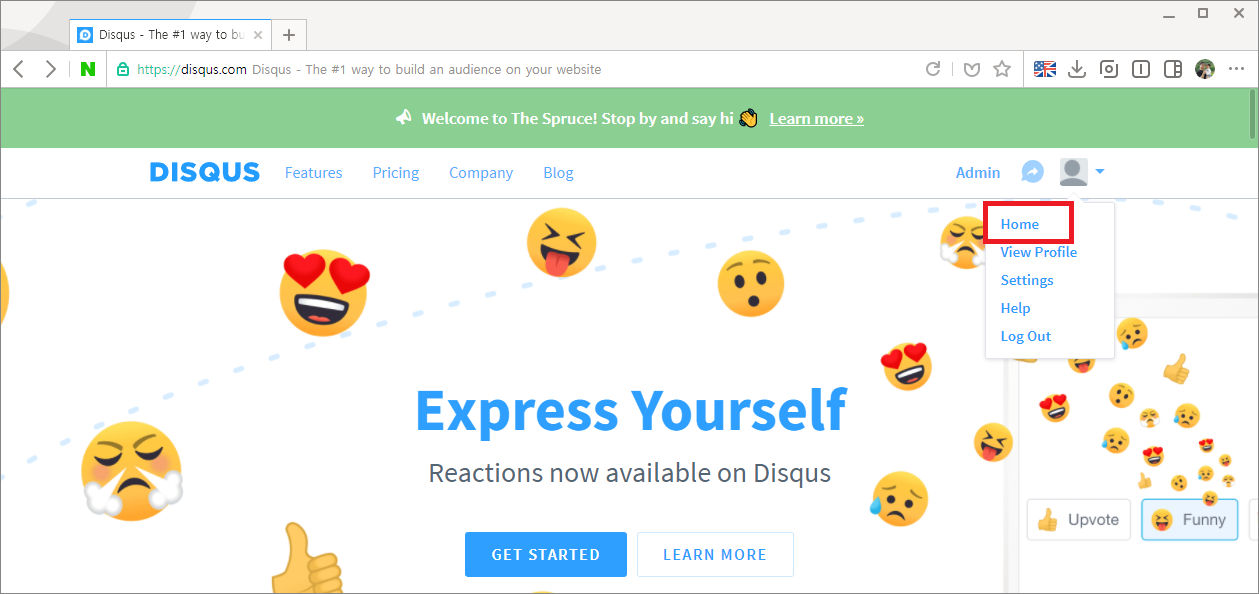 Disqus - The #1 way to bu
https://disqus.com Disqus - The #1 way to build an audience on your website
Welcome to The Spruce! Stop by and say hi 👋 Learn more »
DISQUS Features Pricing Company Blog Admin
Home
View Profile
Settings
Help
Log Out
Express Yourself
Reactions now available on Disqus
Upvote Funny
GET STARTED LEARN MORE